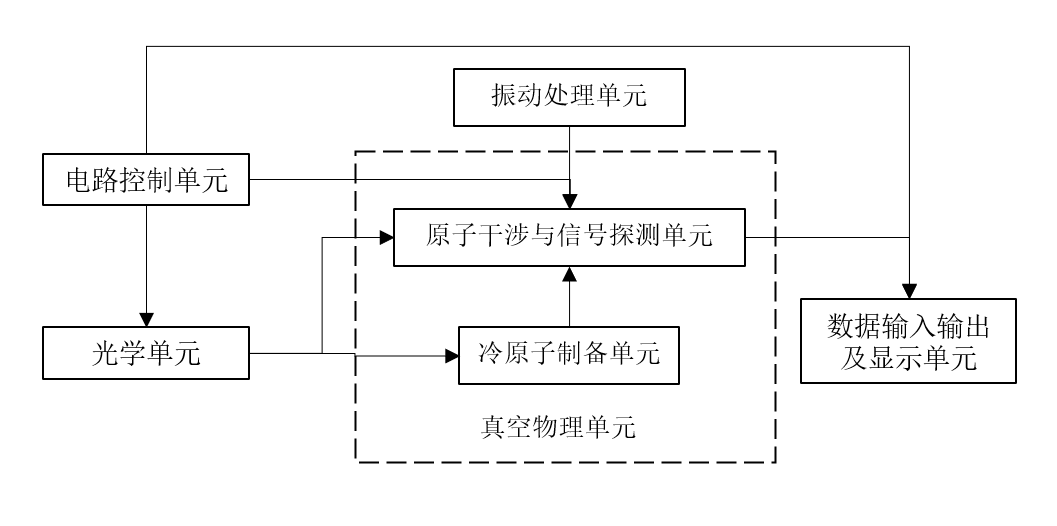 振动处理单元
电路控制单元
原子干涉与信号探测单元
光学单元
冷原子制备单元
数据输入输出
及显示单元
真空物理单元